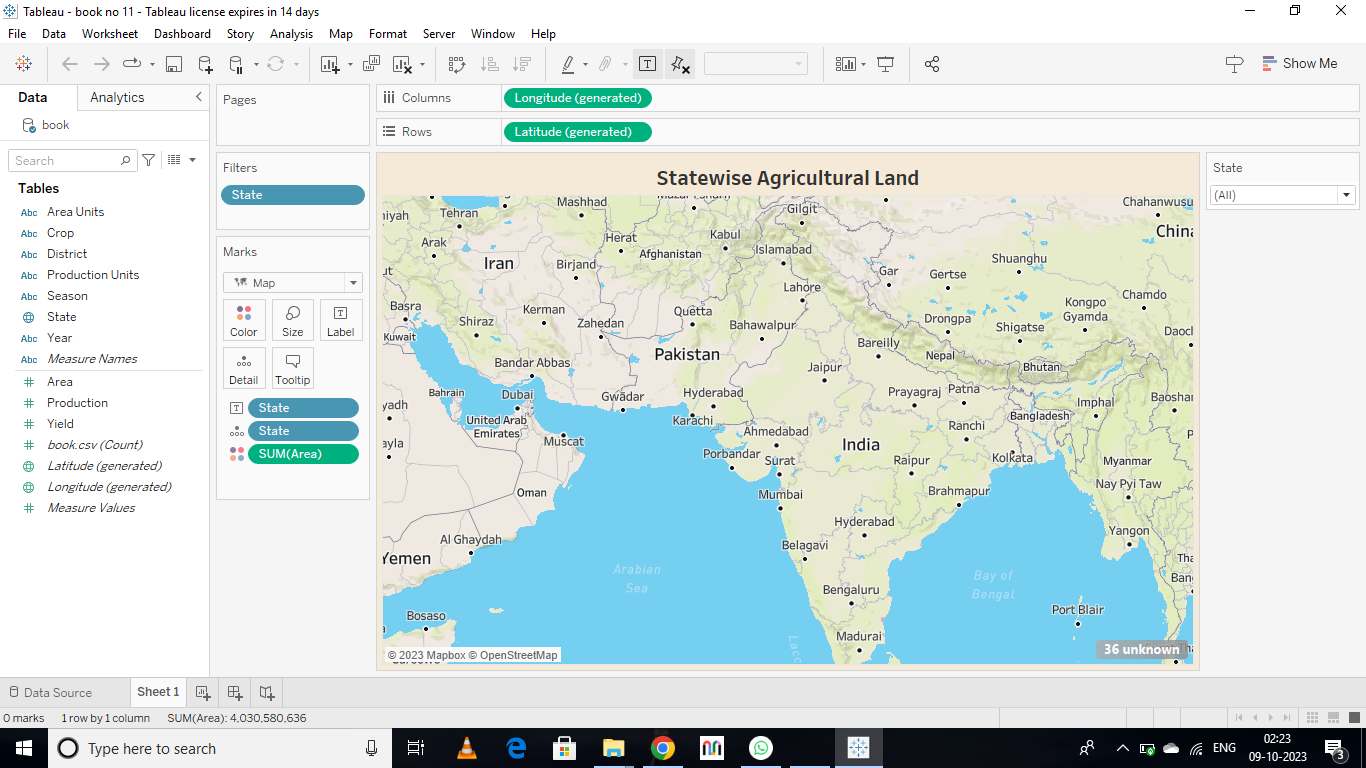 Tableau - book no 11 - Tableau license expires in 14 days
File Data Worksheet Dashboard Story Analysis Map Format Server Window Help
Show Me
Data Analytics
book
Search
Tables
Abc Area Units
Abc Crop
Abc District
Abc Production Units
Abc Season
State
Abc Year
Abc Measure Names
Area
Production
Yield
book.csv (Count)
Latitude (generated)
Longitude (generated)
Measure Values
Pages
Filters
State
Marks
Map
Color Size Label
Detail Tooltip
State
State
SUM(Area)
Columns Longitude (generated)
Rows Latitude (generated)
Statewise Agricultural Land
Tehran
Mashhad
Gilgit
Chahanwusu
Arak
Herat
Kabul
Islamabad
China
Iran
Birjand
Afghanistan
Shuanghu
Gar
Gertse
Lahore
Chamdo
Basra
Kerman
Quetta
Kongpo
Gyamda
Shiraz
Zahedan
Bahawalpur
Drongpa
Shigatse
Kuwait
Bareilly
Pakistan
Nepal
Bandar Abbas
Jaipur
Bhutan
Bahrain
Dubai
Gwadar
Hyderabad
Prayagraj
Patna
Imphal
Baoshan
United Arab
Emirates
Karachi
Bangladesh
Muscat
Ahmedabad
India
Ranchi
Porbandar
Surat
Raipur
Kolkata
Myanmar
Oman
Mumbai
Brahmapur
Nay Pyi Taw
Hyderabad
Yangon
Al Ghaydah
Belagavi
Yemen
Arabian
Sea
Bay of
Bengal
Bengaluru
Bosaso
Port Blair
Madurai
© 2023 Mapbox © OpenStreetMap
36 unknown
State
(All)
Data Source Sheet 1
0 marks 1 row by 1 column SUM(Area): 4,030,580,636
Type here to search
ENG
02:23
09-10-2023
3